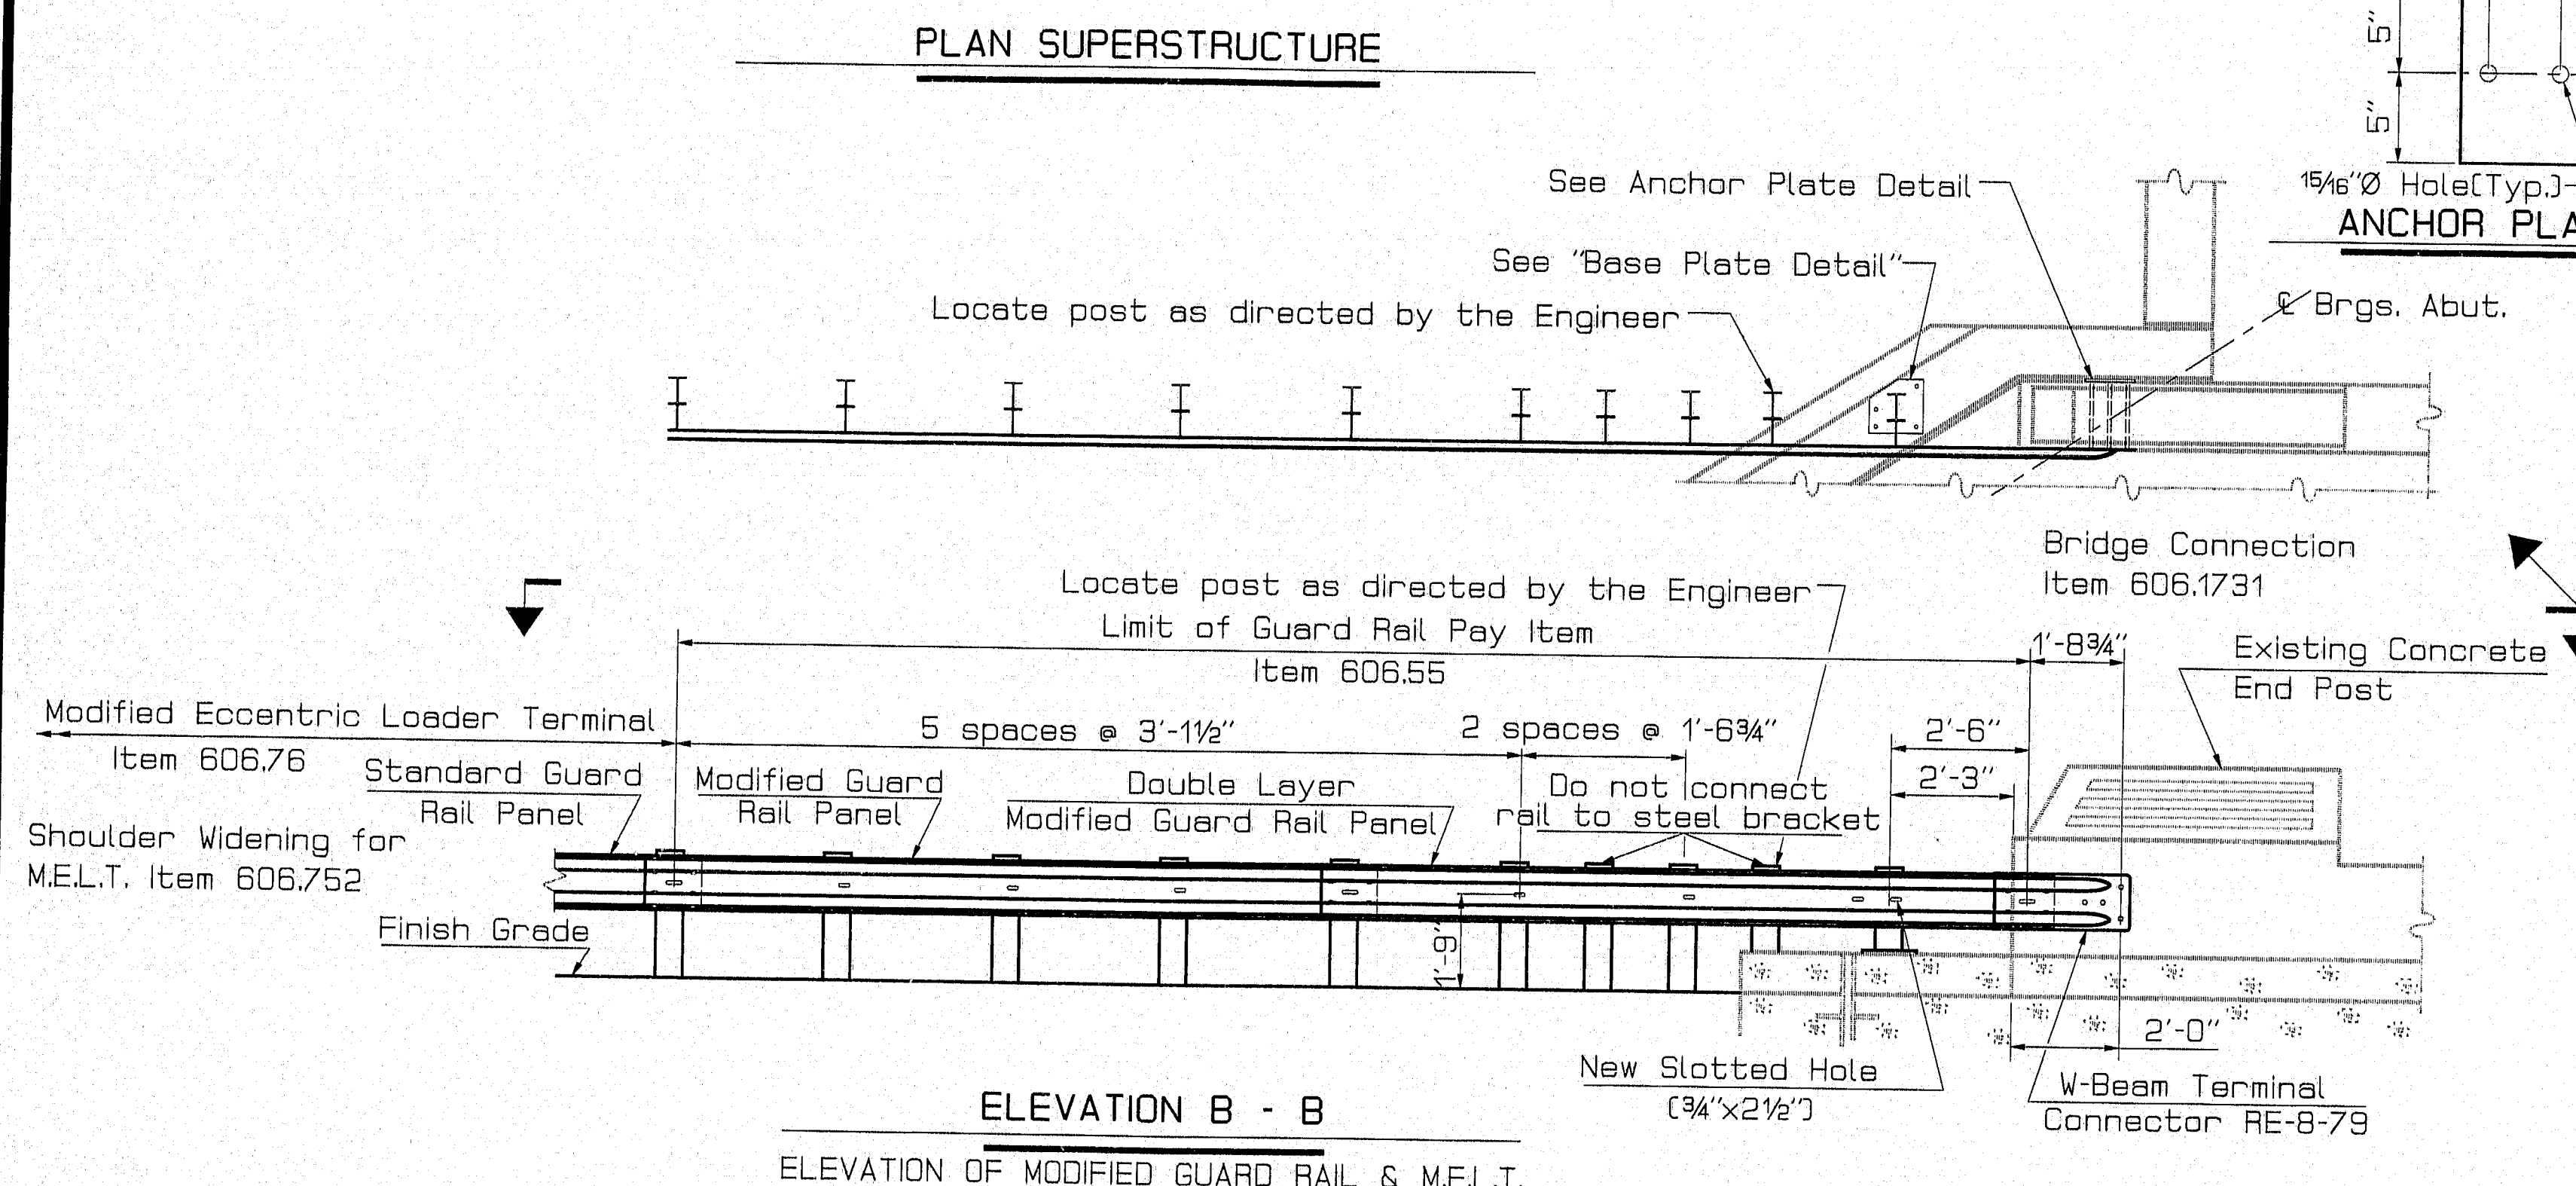 PLAN SUPERSTRUCTURE
5"
5"
15/16"Ø Hole(Typ.)
ANCHOR PLA
See Anchor Plate Detail
See "Base Plate Detail"
Locate post as directed by the Engineer
℄ Brgs. Abut.
Bridge Connection
Item 606.1731
Locate post as directed by the Engineer
Limit of Guard Rail Pay Item
Item 606.55
1'-8¾"
Existing Concrete
End Post
Modified Eccentric Loader Terminal
Item 606.76
5 spaces @ 3'-1½"
2 spaces @ 1'-6¾"
2'-6"
2'-3"
Standard Guard
Rail Panel
Modified Guard
Rail Panel
Double Layer
Modified Guard Rail Panel
Do not connect
rail to steel bracket
Shoulder Widening for
M.E.L.T. Item 606.752
Finish Grade
1'-9"
2'-0"
New Slotted Hole
(¾"x2½")
W-Beam Terminal
Connector RE-8-79
ELEVATION B - B
ELEVATION OF MODIFIED GUARD RAIL & M.E.L.T.